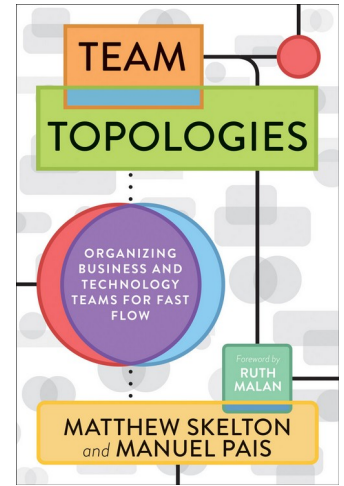 TEAM
TOPOLOGIES
ORGANIZING
BUSINESS AND
TECHNOLOGY
TEAMS FOR FAST
FLOW
Foreword by
RUTH
MALAN
MATTHEW SKELTON
and MANUEL PAIS